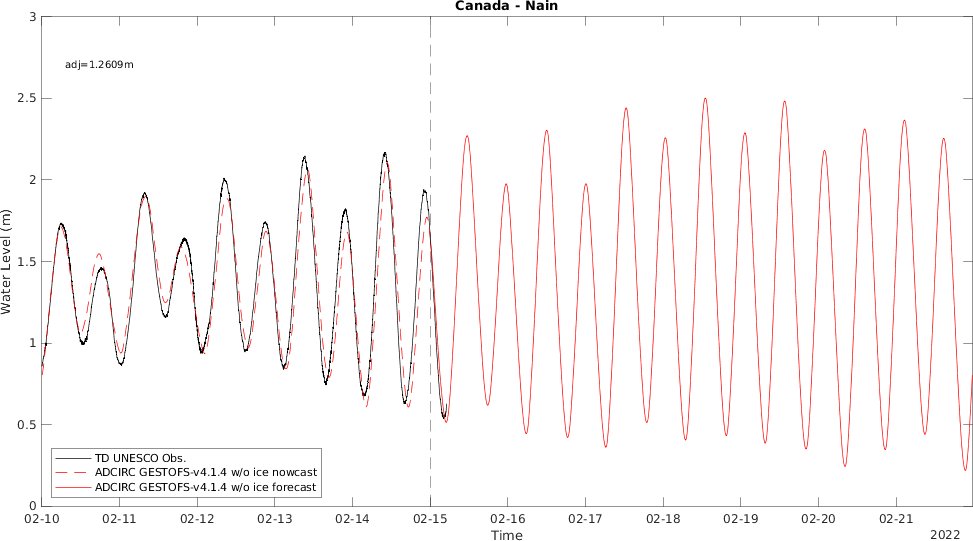 Canada - Nain
3
adj=1.2609m
2.5
2
Water Level (m)
1.5
1
0.5
TD UNESCO Obs.
ADCIRC GESTOFS-v4.1.4 w/o ice nowcast
ADCIRC GESTOFS-v4.1.4 w/o ice forecast
0
02-10 02-11 02-12 02-13 02-14 02-15 02-16 02-17 02-18 02-19 02-20 02-21
Time
2022